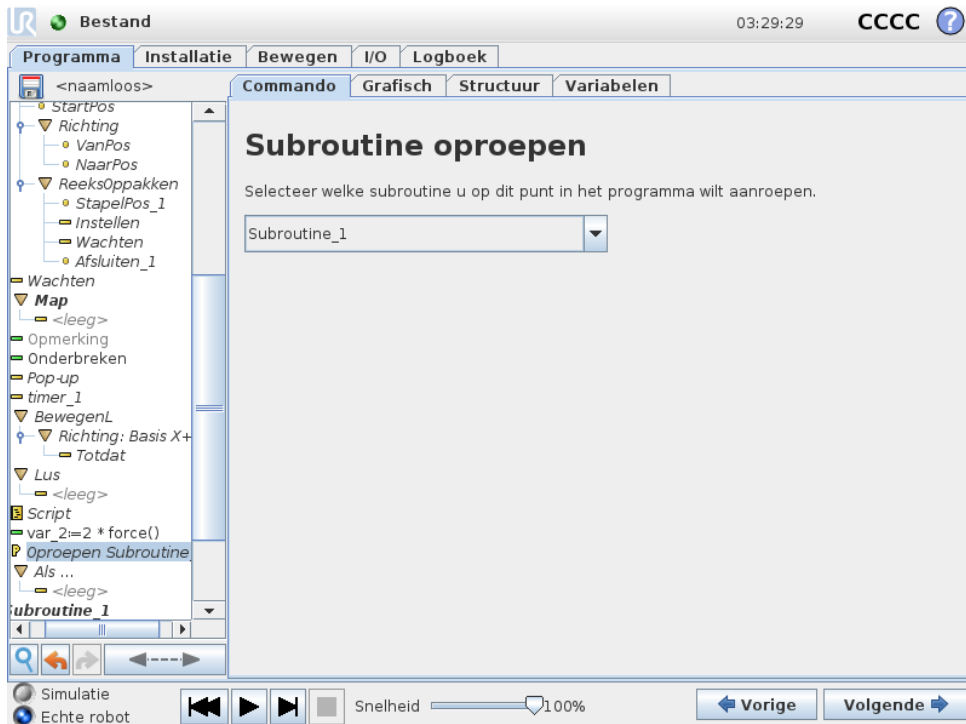 UR Bestand 03:29:29 CCCC ?
Programma Installatie Bewegen I/O Logboek
<naamloos>
Commando Grafisch Structuur Variabelen
StartPos
Richting
VanPos
NaarPos
ReeksOppakken
StapelPos_1
Instellen
Wachten
Afsluiten_1
Wachten
Map
<leeg>
Opmerking
Onderbreken
Pop-up
timer_1
BewegenL
Richting: Basis X+
Totdat
Lus
<leeg>
Script
var_2:=2 * force()
Oproepen Subroutine_
Als ...
<leeg>
Subroutine_1
Subroutine oproepen
Selecteer welke subroutine u op dit punt in het programma wilt aanroepen.
Subroutine_1
Simulatie
Echte robot
Snelheid 100%
Vorige Volgende